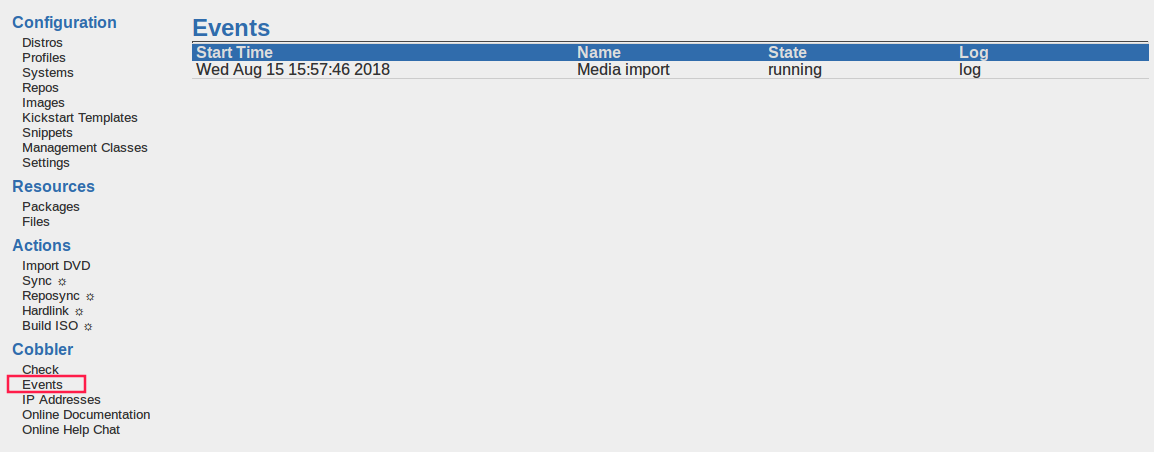 Configuration
Distros
Profiles
Systems
Repos
Images
Kickstart Templates
Snippets
Management Classes
Settings
Resources
Packages
Files
Actions
Import DVD
Sync ☼
Reposync ☼
Hardlink ☼
Build ISO ☼
Cobbler
Check
Events
IP Addresses
Online Documentation
Online Help Chat
Events
Start Time Name State Log
Wed Aug 15 15:57:46 2018 Media import running log